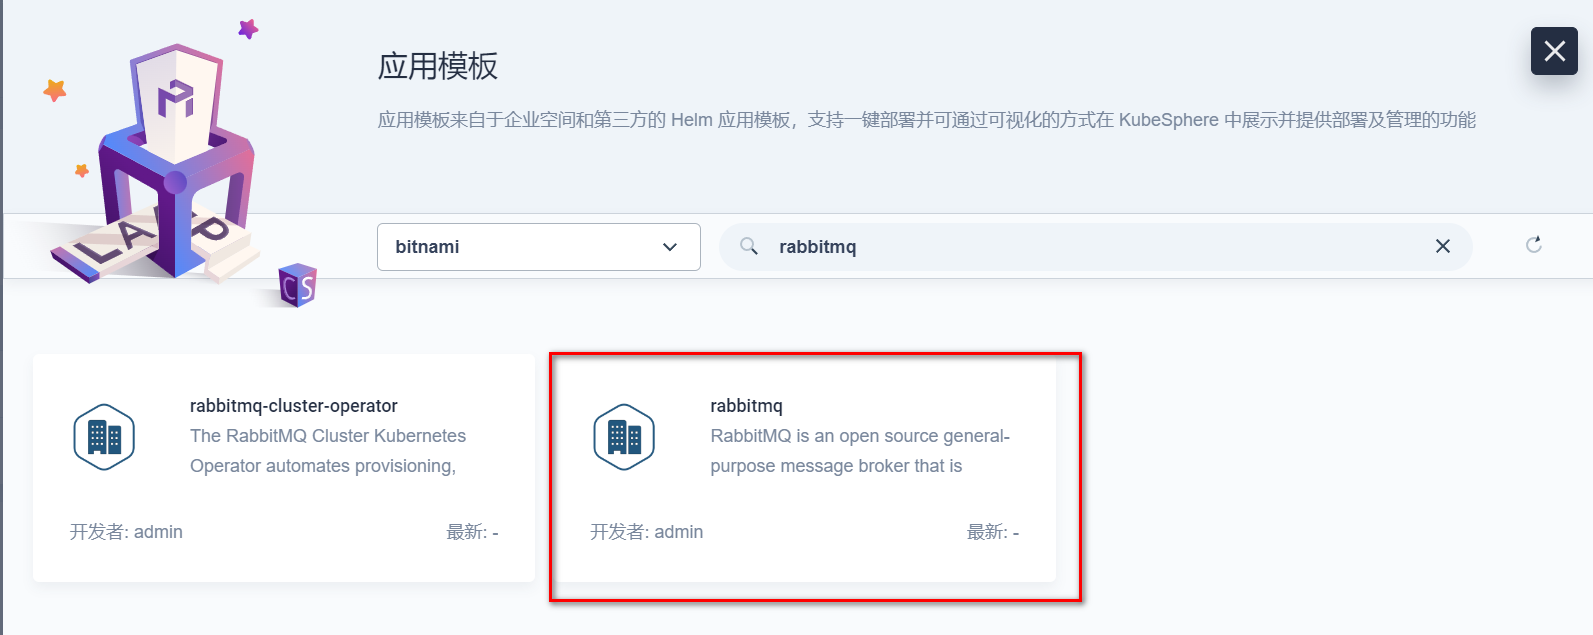 应用模板
应用模板来自于企业空间和第三方的 Helm 应用模板，支持一键部署并可通过可视化的方式在 KubeSphere 中展示并提供部署及管理的功能
LAP
bitnami
rabbitmq
CS
rabbitmq-cluster-operator
The RabbitMQ Cluster Kubernetes
Operator automates provisioning,
开发者: admin
最新: -
rabbitmq
RabbitMQ is an open source general-
purpose message broker that is
开发者: admin
最新: -